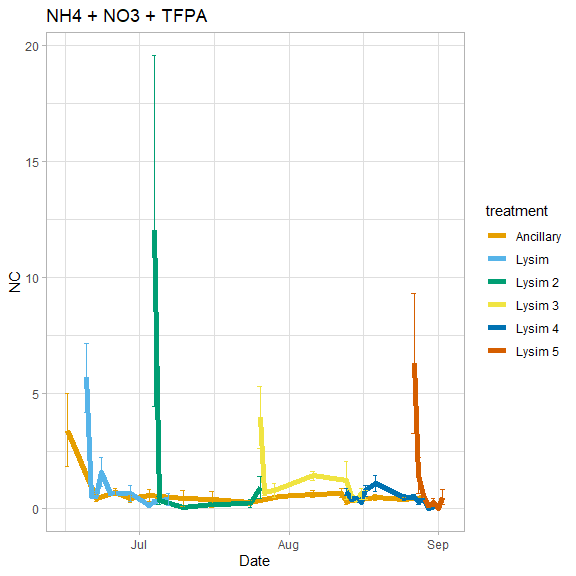 NH4 + NO3 + TFPA
20
15
10
5
0
NC
Jul
Aug
Sep
Date
treatment
Ancillary
Lysim
Lysim 2
Lysim 3
Lysim 4
Lysim 5